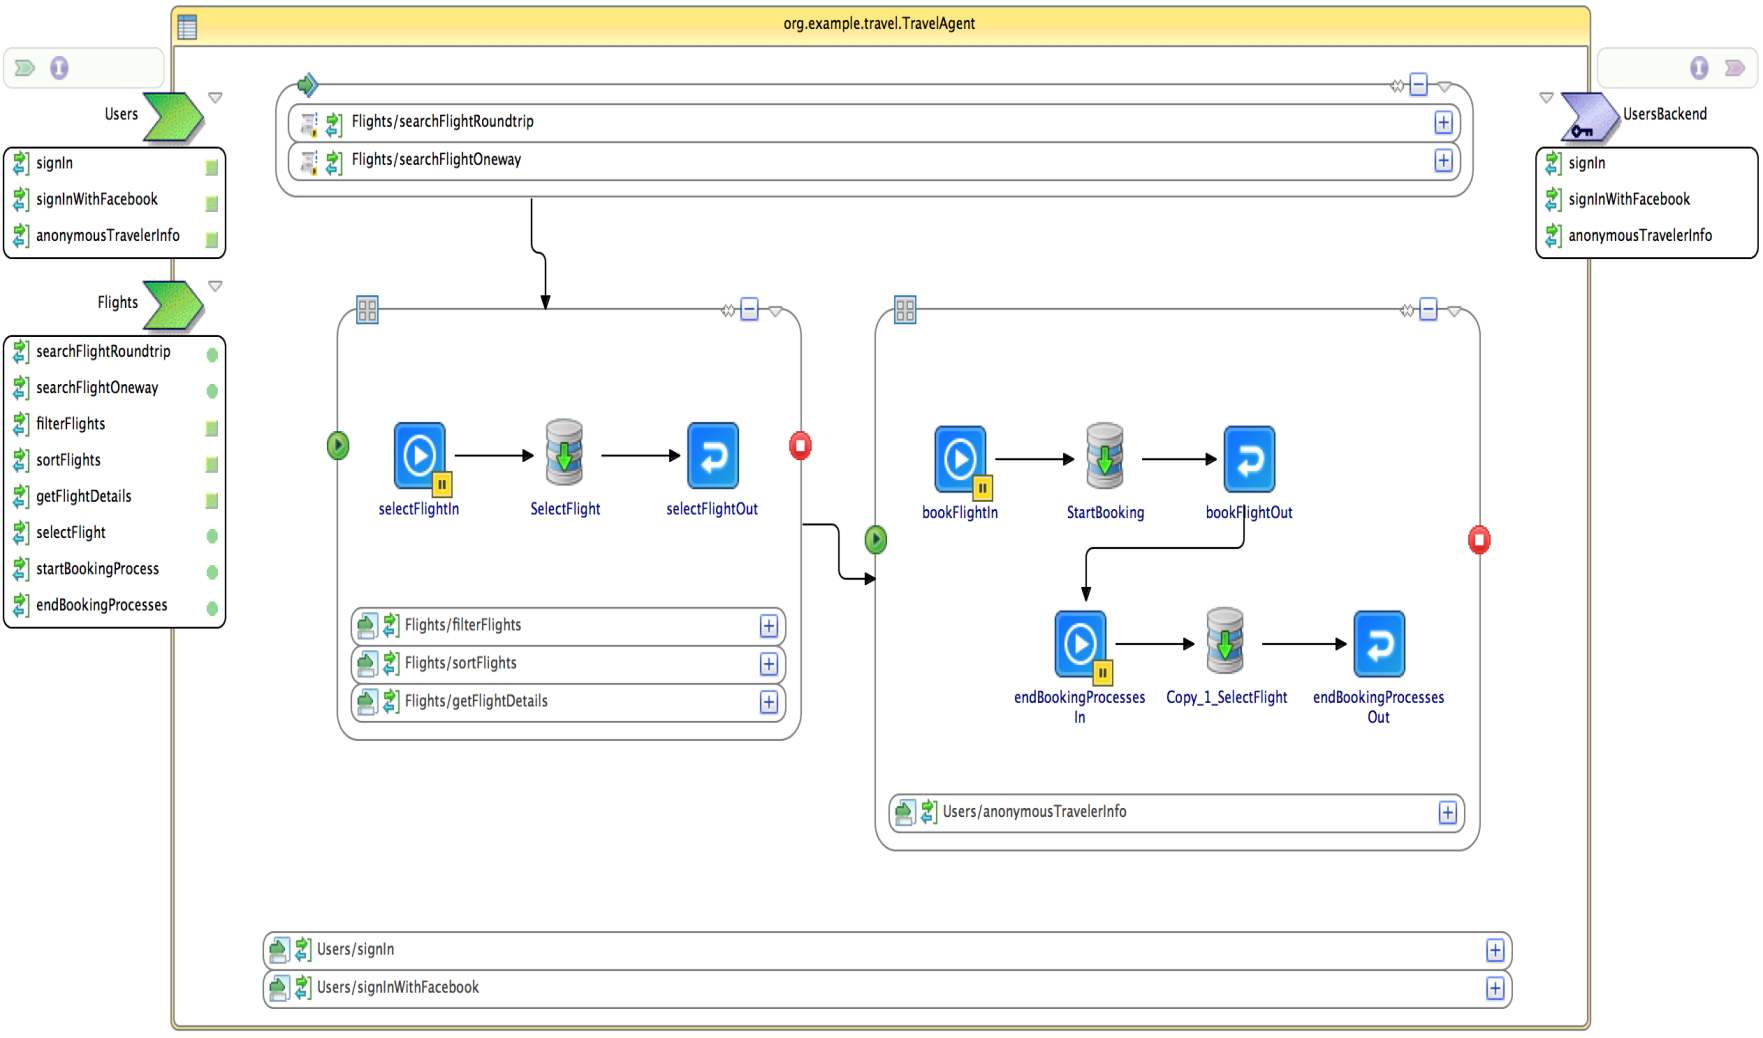 org.example.travel.TravelAgent
Users
signIn
signInWithFacebook
anonymousTravelerInfo
Flights
searchFlightRoundtrip
searchFlightOneway
filterFlights
sortFlights
getFlightDetails
selectFlight
startBookingProcess
endBookingProcesses
Flights/searchFlightRoundtrip
Flights/searchFlightOneway
selectFlightIn
SelectFlight
selectFlightOut
Flights/filterFlights
Flights/sortFlights
Flights/getFlightDetails
bookFlightIn
StartBooking
bookFlightOut
endBookingProcesses
In
Copy_1_SelectFlight
endBookingProcesses
Out
Users/anonymousTravelerInfo
Users/signIn
Users/signInWithFacebook
UsersBackend
signIn
signInWithFacebook
anonymousTravelerInfo